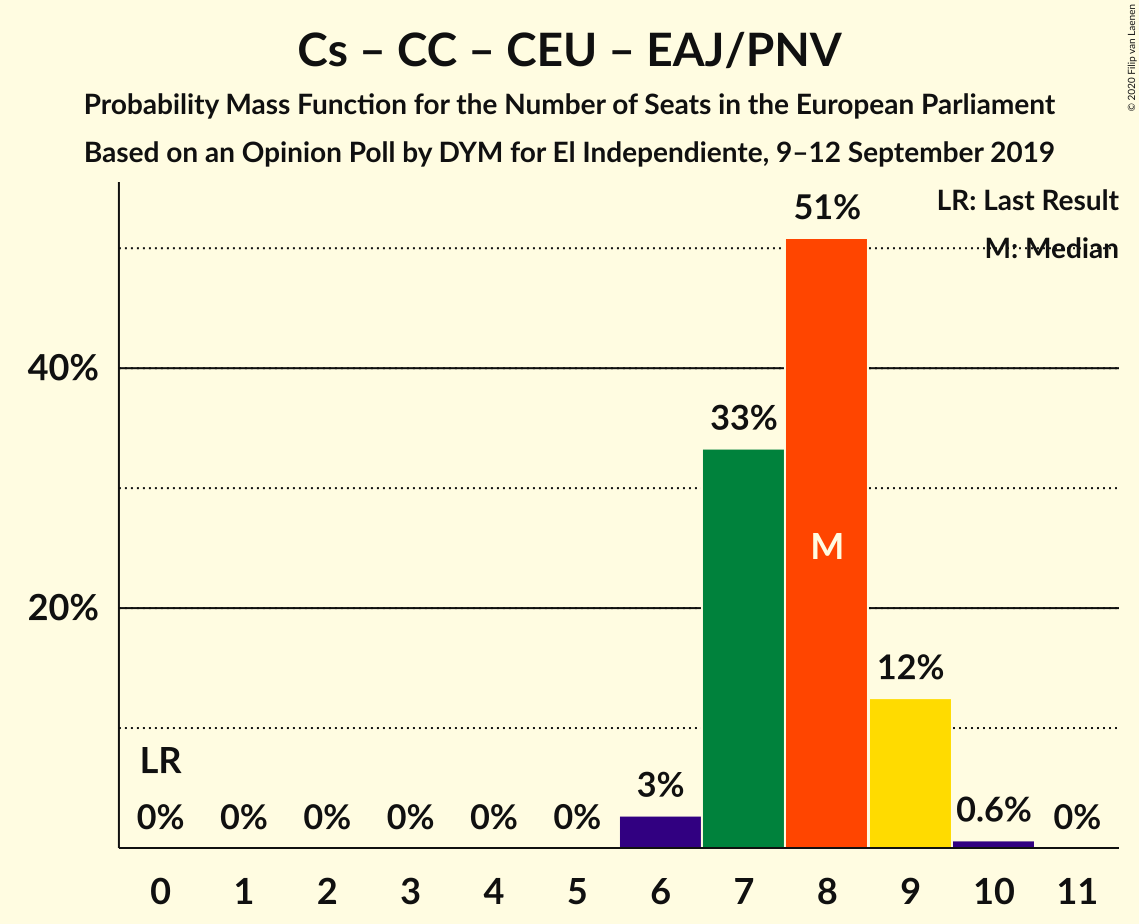 Cs – CC – CEU – EAJ/PNV
Probability Mass Function for the Number of Seats in the European Parliament
Based on an Opinion Poll by DYM for El Independiente, 9–12 September 2019
© 2020 Filip van Laenen
LR: Last Result
M: Median
51%
40%
33%
M
20%
12%
LR
3%
0% 0% 0% 0% 0% 0% 0.6% 0%
0 1 2 3 4 5 6 7 8 9 10 11